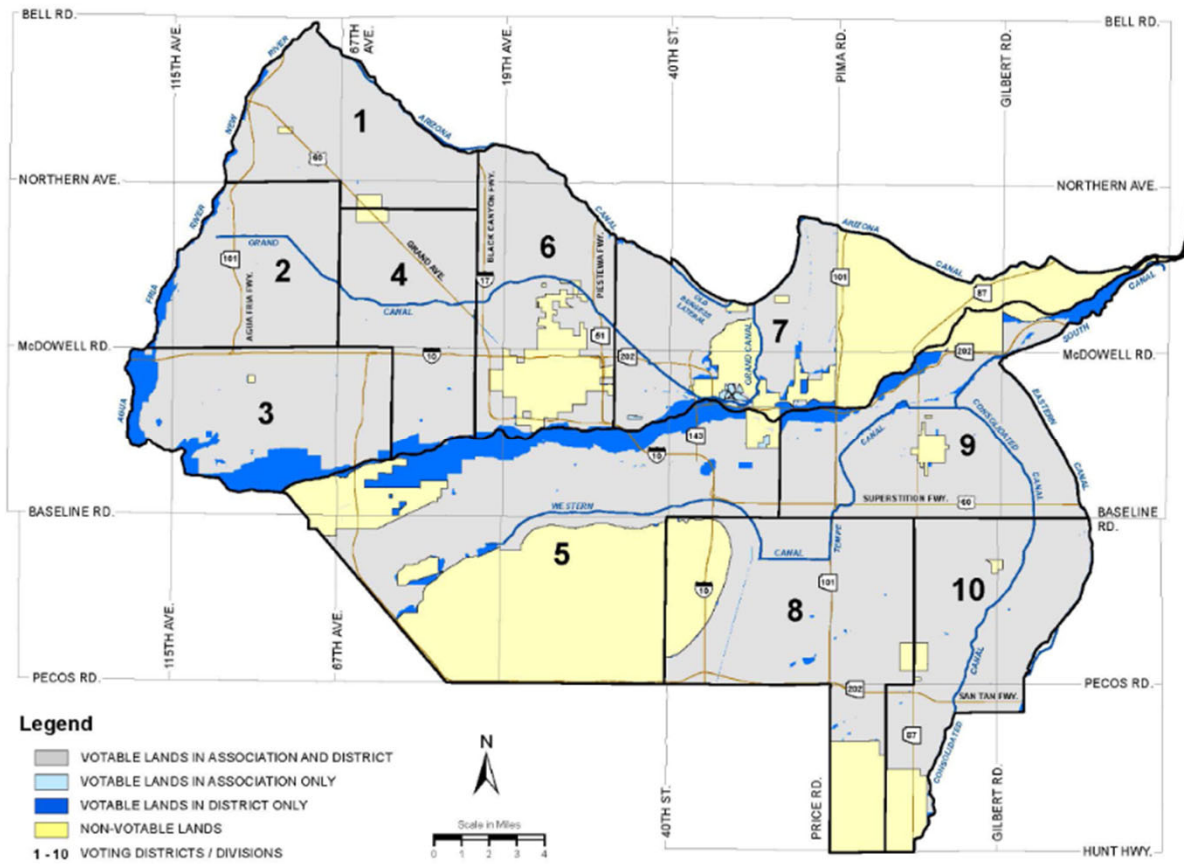 BELL RD.
BELL RD.
115TH AVE.
67TH
AVE.
19TH AVE.
40TH ST.
PIMA RD.
GILBERT RD.
RIVER
NEW
ARIZONA
1
60
NORTHERN AVE.
NORTHERN AVE.
RIVER
GRAND
101
AGUA FRIA FWY.
2
GRAND AVE.
4
CANAL
BLACK CANYON FWY.
17
6
CANAL
PIESTEWA FWY.
51
202
OLD
BUNESS
LATERAL
GRAND CANAL
7
ARIZONA
101
CANAL
87
CANAL
SOUTH
FRIA
McDOWELL RD.
McDOWELL RD.
10
202
AGUA
3
143
10
EASTERN
CONSOLIDATED
CANAL
9
CANAL
CANAL
SUPERSTITION FWY.
60
BASELINE RD.
BASELINE
RD.
WESTERN
CANAL
TEMPE
5
10
101
8
10
CANAL
115TH AVE.
67TH AVE.
PECOS RD.
PECOS RD.
202
SAN TAN FWY.
87
CONSOLIDATED
40TH ST.
PRICE RD.
GILBERT RD.
HUNT HWY.
Legend
VOTABLE LANDS IN ASSOCIATION AND DISTRICT
VOTABLE LANDS IN ASSOCIATION ONLY
VOTABLE LANDS IN DISTRICT ONLY
NON-VOTABLE LANDS
1 - 10 VOTING DISTRICTS / DIVISIONS
N
Scale in Miles
0 1 2 3 4